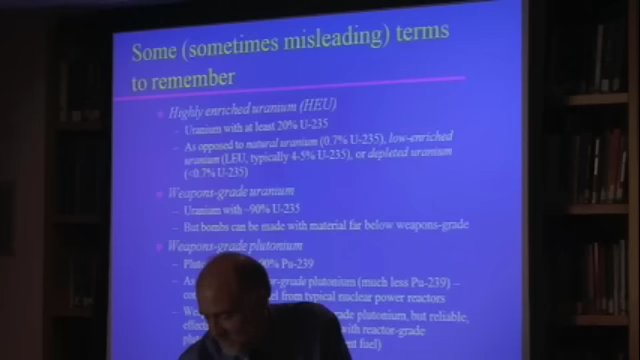 Some (sometimes misleading) terms
to remember
Highly enriched uranium (HEU)
– Uranium with at least 20% U-235
– As opposed to natural uranium (0.7% U-235), low-enriched
uranium (LEU, typically 4-5% U-235), or depleted uranium
(<0.7% U-235)
Weapons-grade uranium
– Uranium with ~90% U-235
– But bombs can be made with material far below weapons-grade
Weapons-grade plutonium
– 90% Pu-239
– As plutonium (much less Pu-239) –
from typical nuclear power reactors
– plutonium, but reliable,
with reactor-grade
fuel)